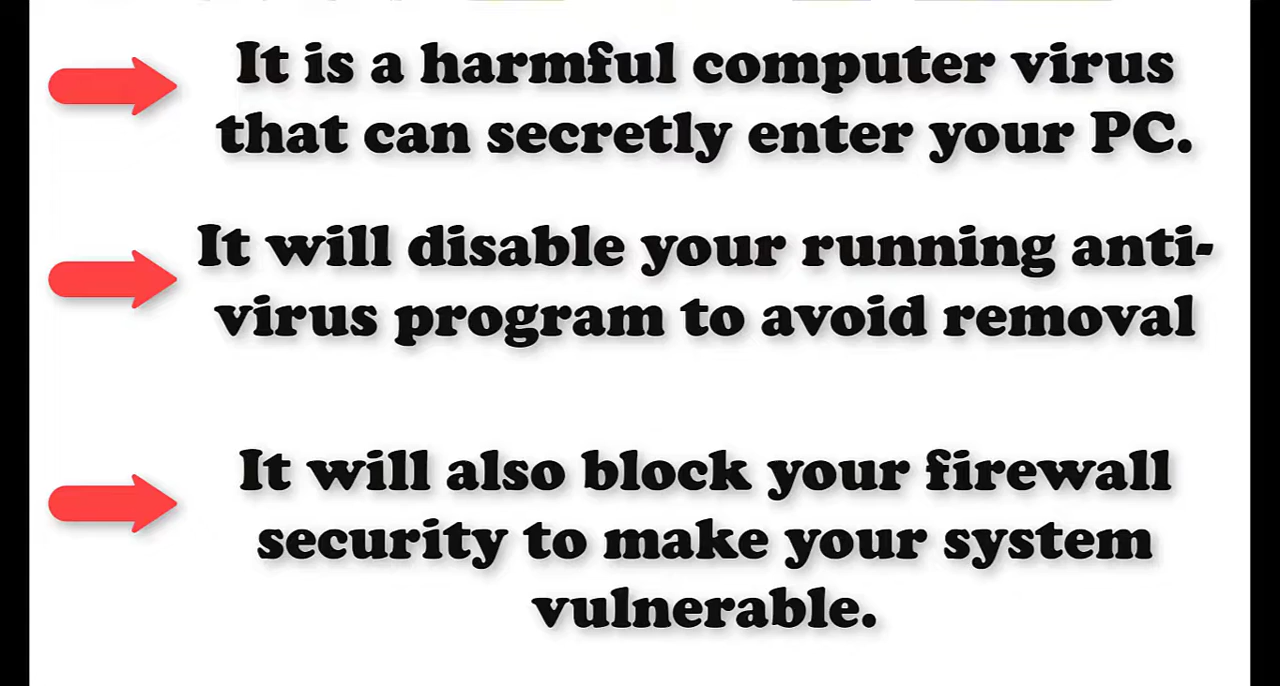 It is a harmful computer virus
that can secretly enter your PC.
It will disable your running anti-
virus program to avoid removal
It will also block your firewall
security to make your system
vulnerable.